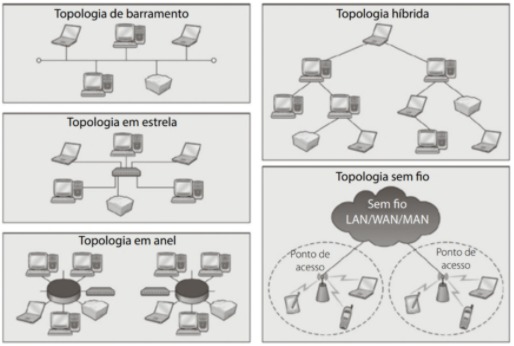 Topologia de barramento
Topologia em estrela
Topologia em anel
Topologia híbrida
Topologia sem fio
Sem fio
LAN/WAN/MAN
Ponto de
acesso
Ponto de
acesso